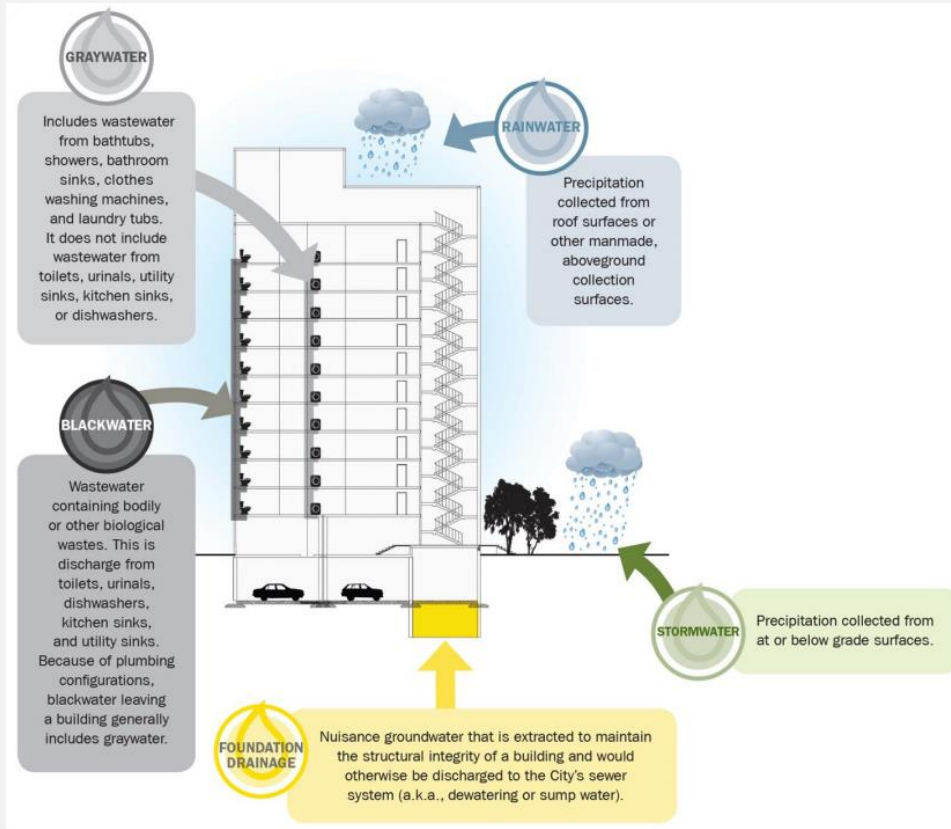 GRAYWATER
Includes wastewater
from bathtubs,
showers, bathroom
sinks, clothes
washing machines,
and laundry tubs.
It does not include
wastewater from
toilets, urinals, utility
sinks, kitchen sinks,
or dishwashers.
RAINWATER
Precipitation
collected from
roof surfaces or
other manmade,
aboveground
collection
surfaces.
BLACKWATER
Wastewater
containing bodily
or other biological
wastes. This is
discharge from
toilets, urinals,
dishwashers,
kitchen sinks,
and utility sinks.
Because of plumbing
configurations,
blackwater leaving
a building generally
includes graywater.
STORMWATER
Precipitation collected from
at or below grade surfaces.
FOUNDATION
DRAINAGE
Nuisance groundwater that is extracted to maintain
the structural integrity of a building and would
otherwise be discharged to the City's sewer
system (a.k.a., dewatering or sump water).